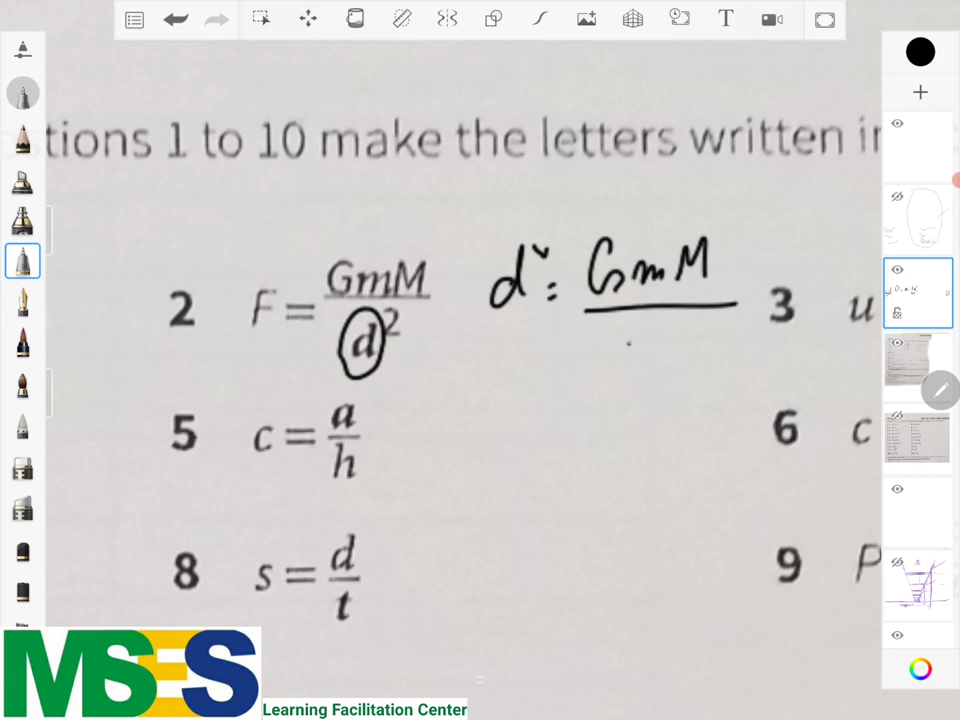 tions 1 to 10 make the letters written in
2 F = GmM / d² d² = GmM 3 u
5 c = a / h 6 c
8 s = d / t 9 P
T
MSES
Learning Facilitation Center